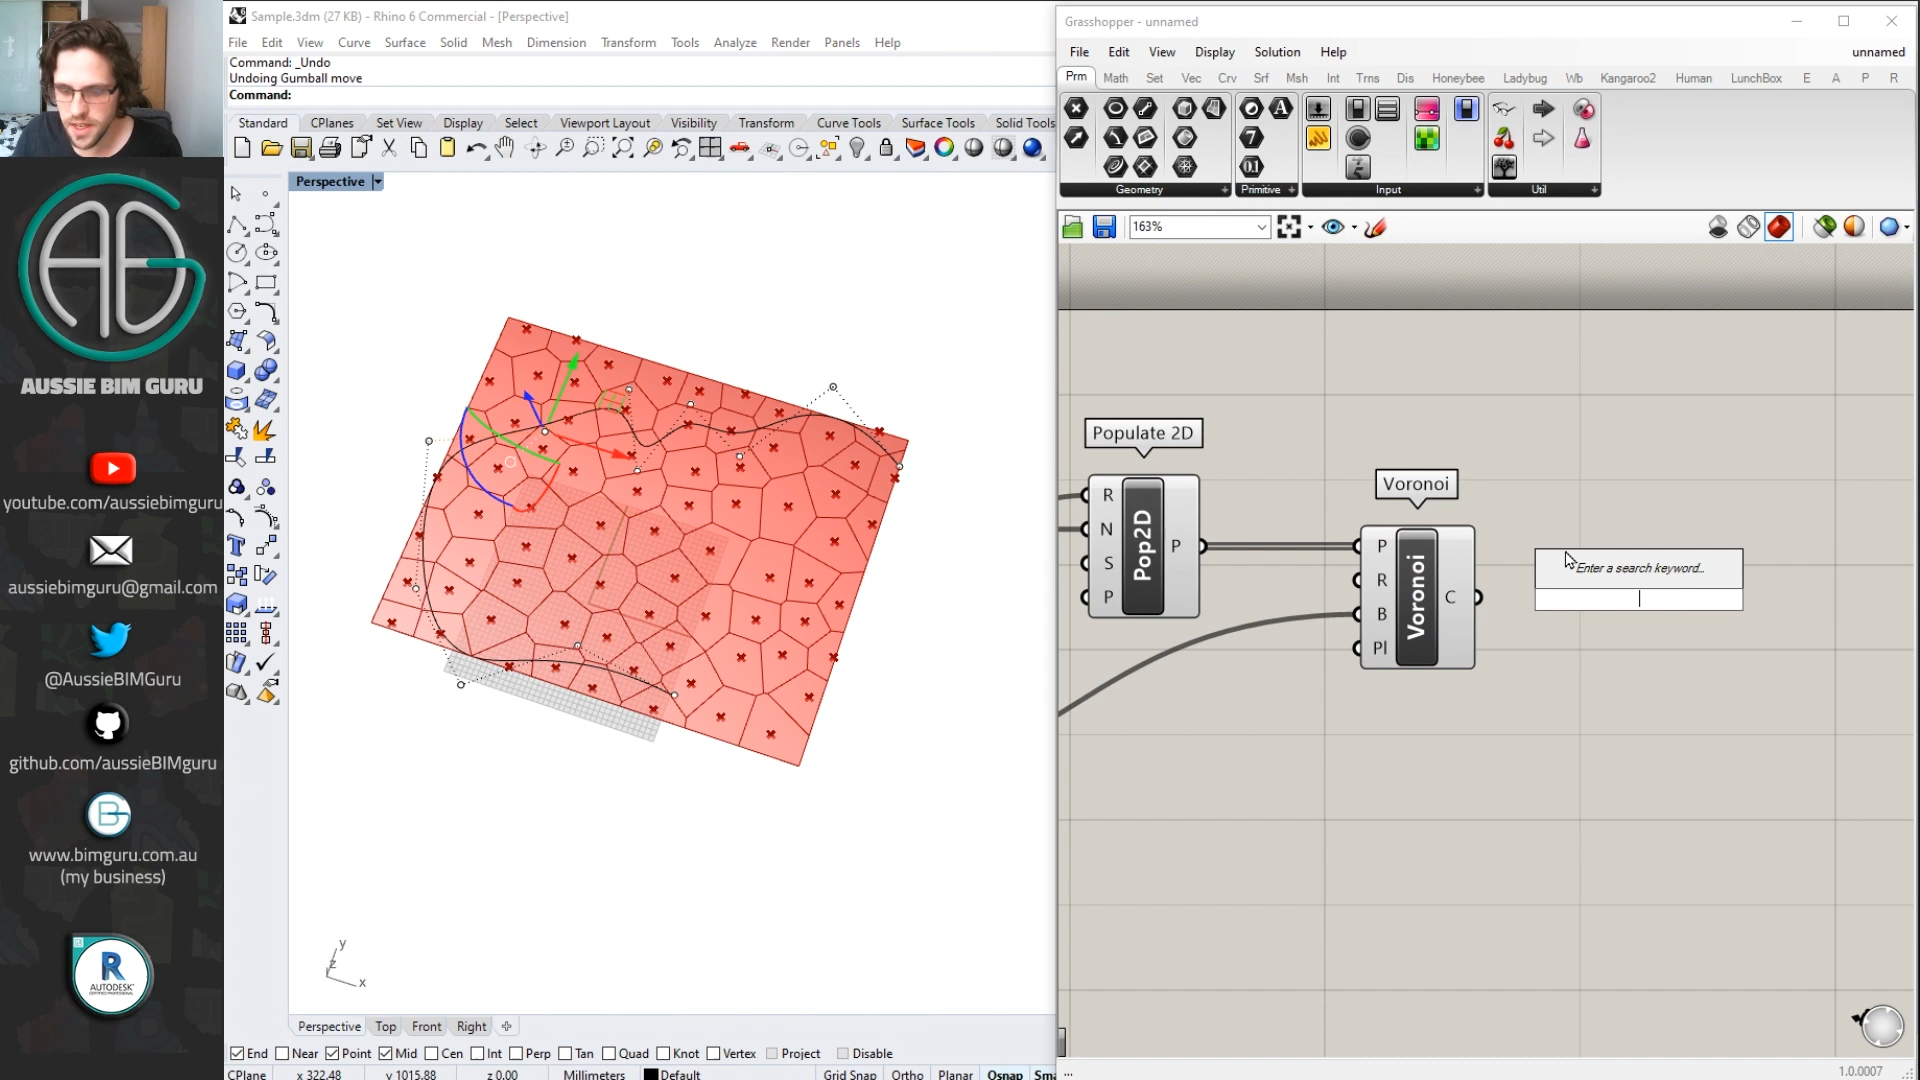 Sample.3dm (27 KB) - Rhino 6 Commercial - [Perspective]
File Edit View Curve Surface Solid Mesh Dimension Transform Tools Analyze Render Panels Help
Command: _Undo
Undoing Gumball move
Command:
Standard CPlanes Set View Display Select Viewport Layout Visibility Transform Curve Tools Surface Tools Solid Tools
Perspective
y
z
x
Perspective Top Front Right
End Near Point Mid Cen Int Perp Tan Quad Knot Vertex Project Disable
CPlane x 322.48 y 1015.88 z 0.00 Millimeters Default Grid Snap Ortho Planar Osnap Sma
Grasshopper - unnamed
File Edit View Display Solution Help unnamed
Prm Math Set Vec Crv Srf Msh Int Trns Dis Honeybee Ladybug Wb Kangaroo2 Human LunchBox E A P R
Geometry Primitive Input Util
163%
Populate 2D
R
N
S
P
Pop2D
P
Voronoi
P
R
B
Pl
Voronoi
C
Enter a search keyword...
...
1.0.0007
ABG
AUSSIE BIM GURU
youtube.com/aussiebimguru
aussiebimguru@gmail.com
@AussieBIMGuru
github.com/aussieBIMguru
www.bimguru.com.au
(my business)
R
AUTODESK